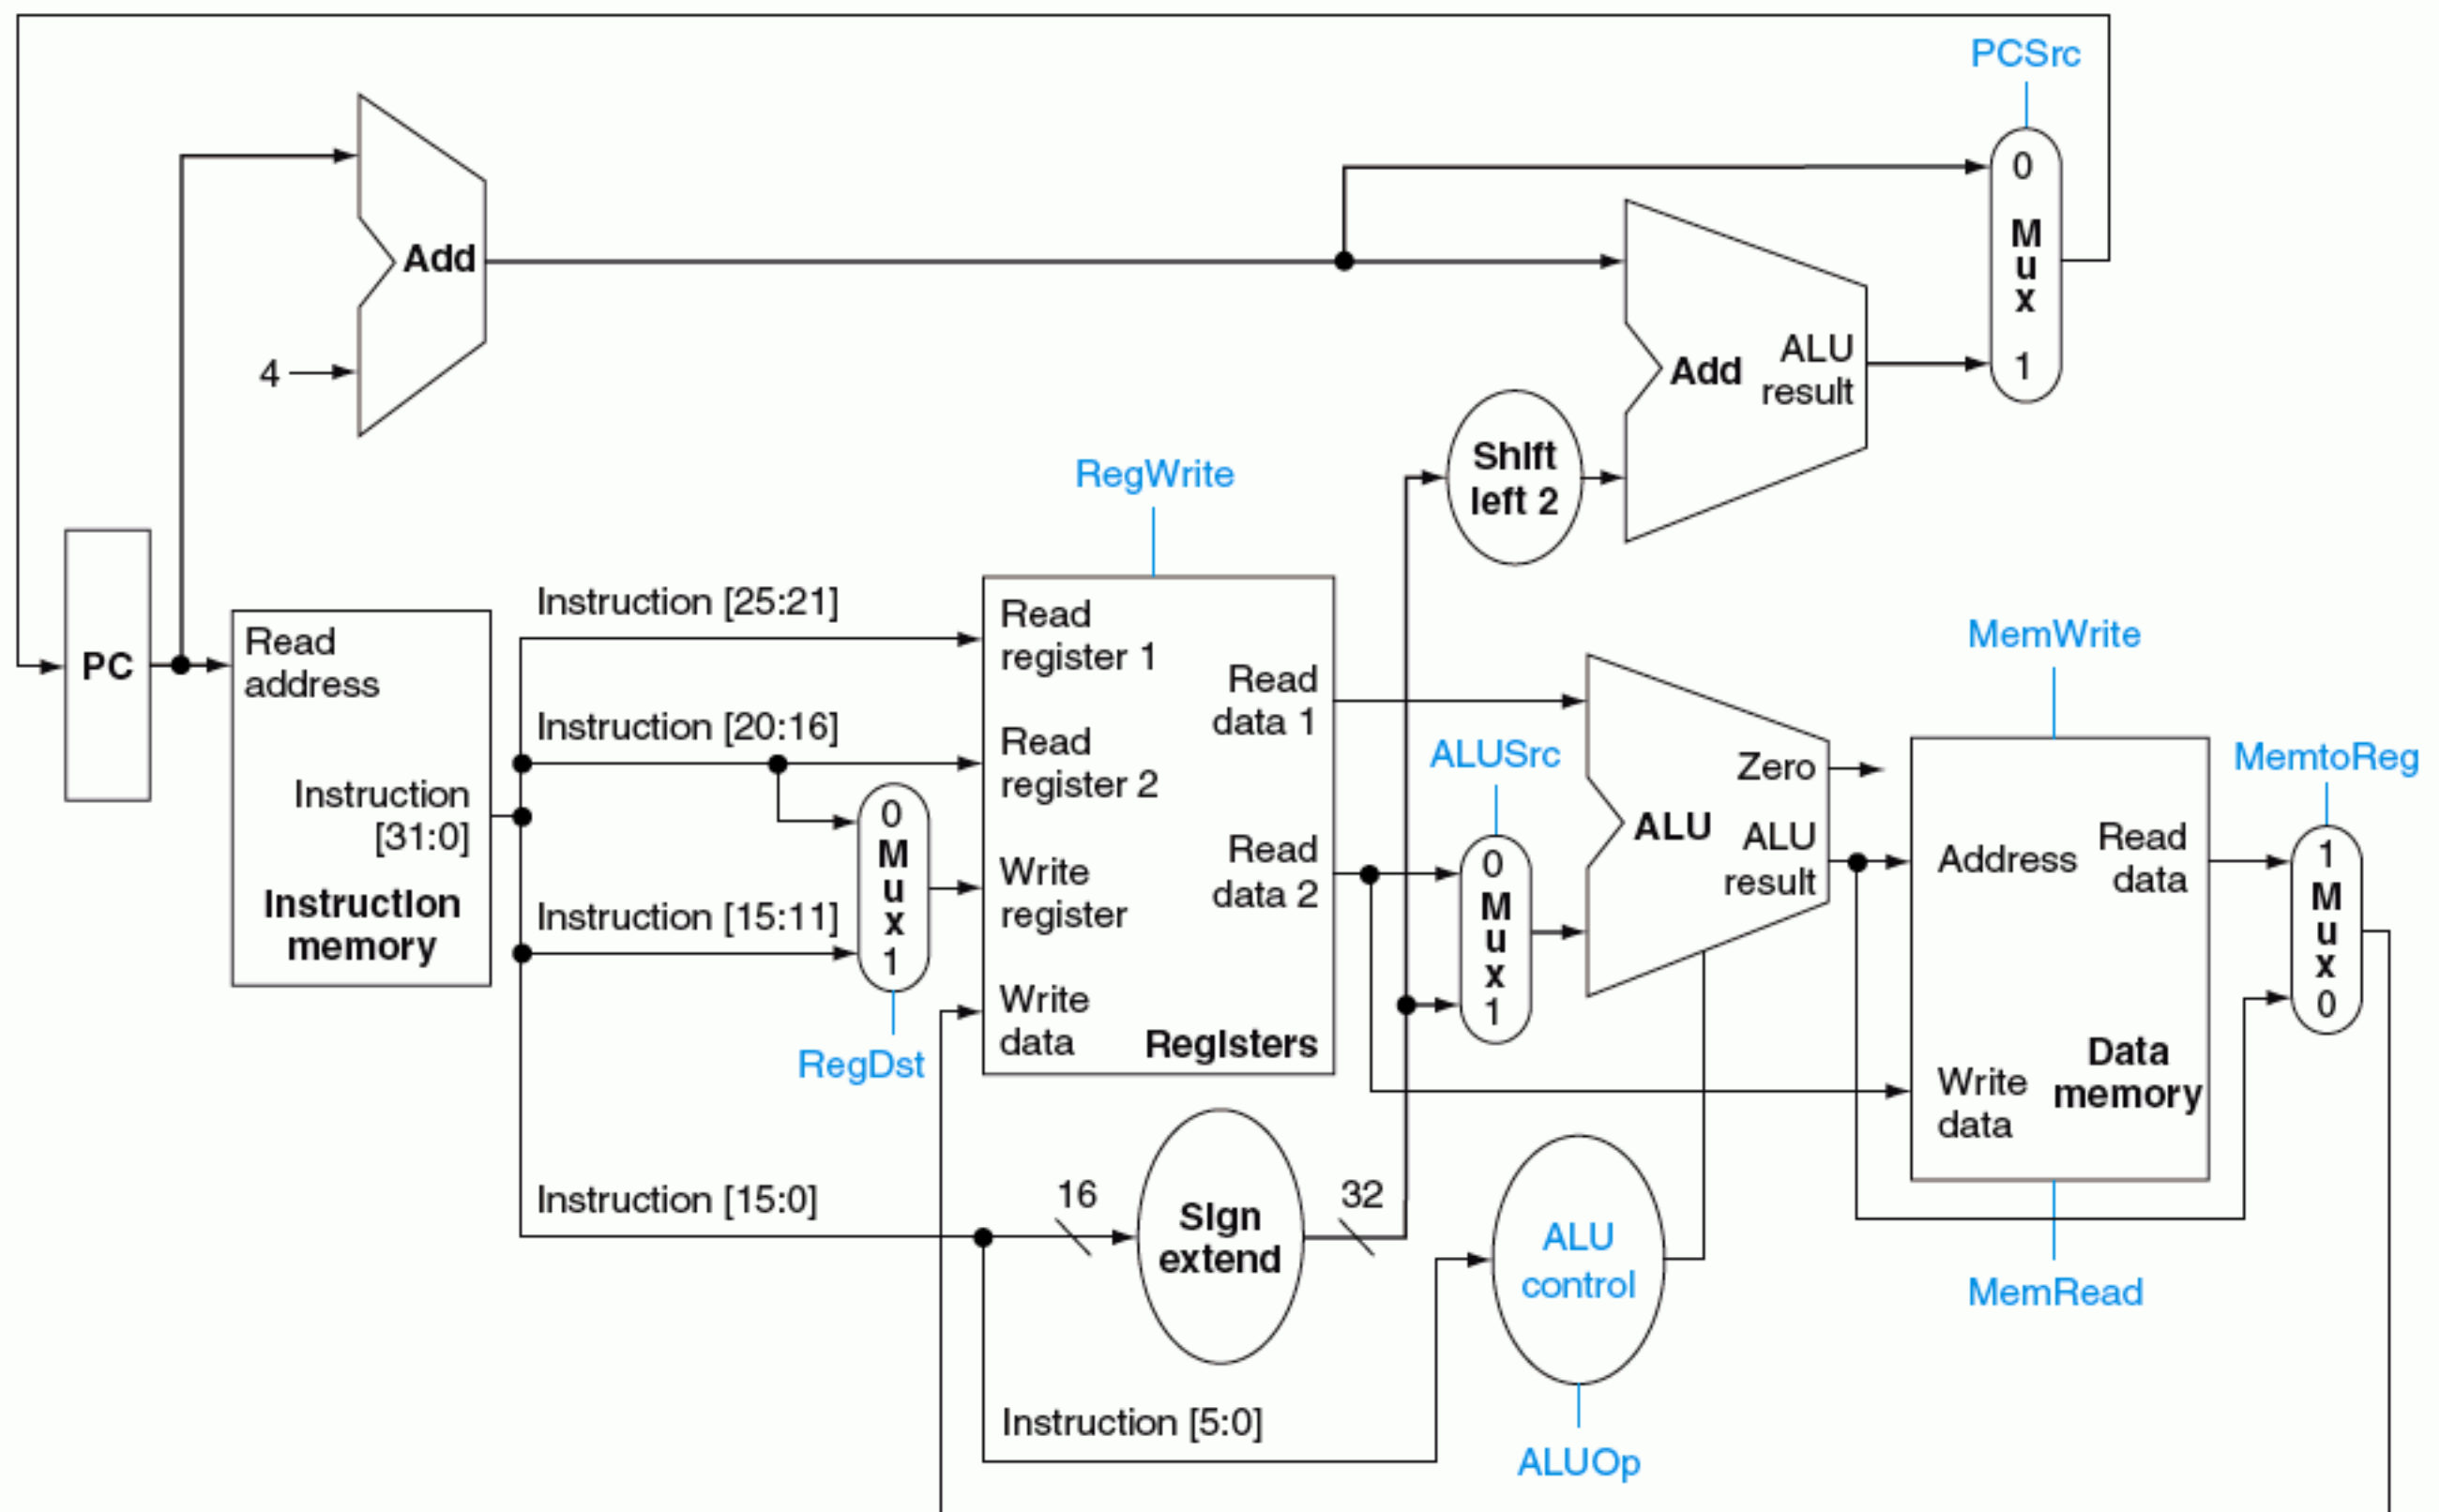 PCSrc
0
M
u
x
1
Add
4
Add
ALU
result
Shift
left 2
RegWrite
PC
Read
address
Instruction
[31:0]
Instruction
memory
Instruction [25:21]
Instruction [20:16]
Instruction [15:11]
Instruction [15:0]
0
M
u
x
1
RegDst
Read
register 1
Read
register 2
Write
register
Write
data
Read
data 1
Read
data 2
Registers
ALUSrc
0
M
u
x
1
Zero
ALU
ALU
result
MemWrite
Address
Read
data
Write
data
Data
memory
MemRead
MemtoReg
1
M
u
x
0
16
Sign
extend
32
ALU
control
Instruction [5:0]
ALUOp